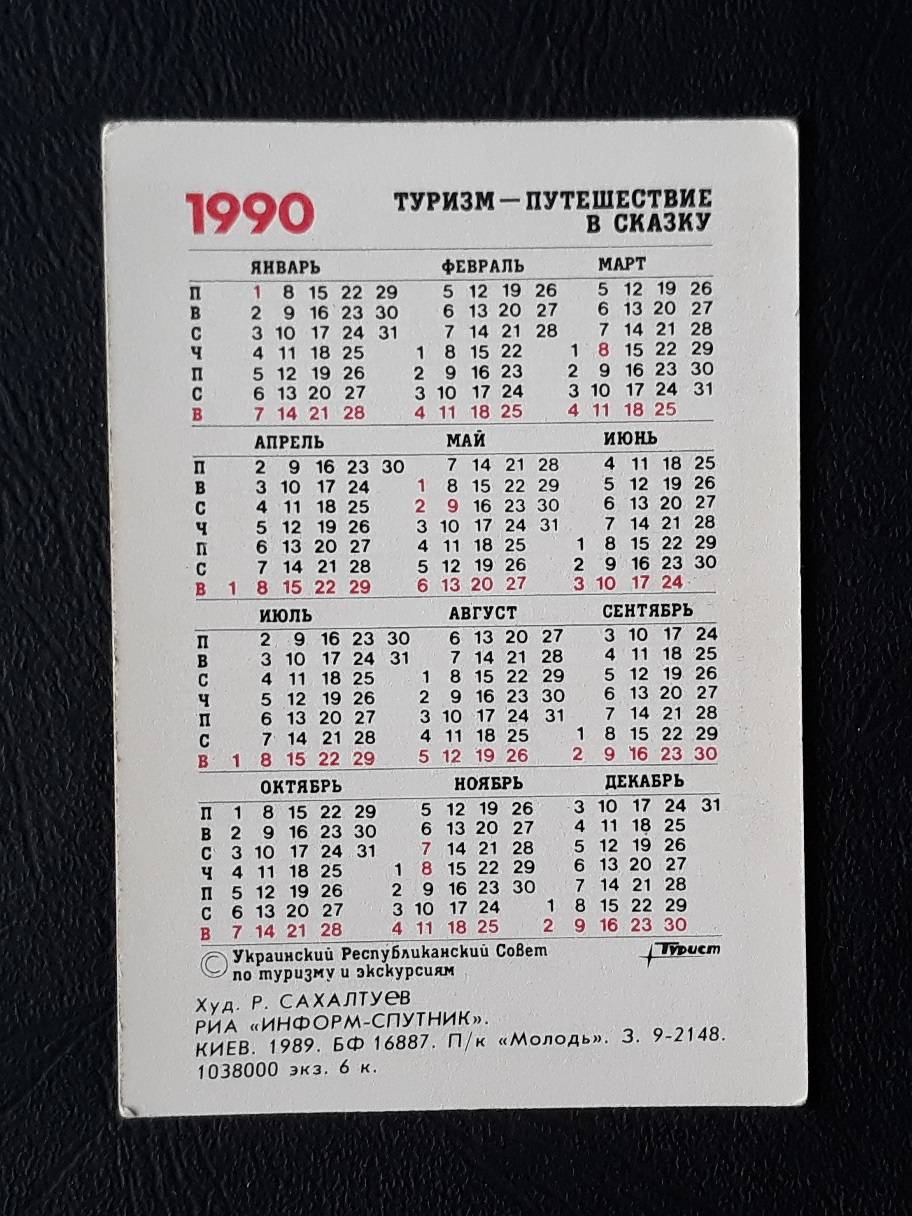 1990 ТУРИЗМ — ПУТЕШЕСТВИЕ
В СКАЗКУ
ЯНВАРЬ ФЕВРАЛЬ МАРТ
П 1 8 15 22 29 5 12 19 26 5 12 19 26
В 2 9 16 23 30 6 13 20 27 6 13 20 27
С 3 10 17 24 31 7 14 21 28 7 14 21 28
Ч 4 11 18 25 1 8 15 22 1 8 15 22 29
П 5 12 19 26 2 9 16 23 2 9 16 23 30
С 6 13 20 27 3 10 17 24 3 10 17 24 31
В 7 14 21 28 4 11 18 25 4 11 18 25
АПРЕЛЬ МАЙ ИЮНЬ
П 2 9 16 23 30 7 14 21 28 4 11 18 25
В 3 10 17 24 1 8 15 22 29 5 12 19 26
С 4 11 18 25 2 9 16 23 30 6 13 20 27
Ч 5 12 19 26 3 10 17 24 31 7 14 21 28
П 6 13 20 27 4 11 18 25 1 8 15 22 29
С 7 14 21 28 5 12 19 26 2 9 16 23 30
В 1 8 15 22 29 6 13 20 27 3 10 17 24
ИЮЛЬ АВГУСТ СЕНТЯБРЬ
П 2 9 16 23 30 6 13 20 27 3 10 17 24
В 3 10 17 24 31 7 14 21 28 4 11 18 25
С 4 11 18 25 1 8 15 22 29 5 12 19 26
Ч 5 12 19 26 2 9 16 23 30 6 13 20 27
П 6 13 20 27 3 10 17 24 31 7 14 21 28
С 7 14 21 28 4 11 18 25 1 8 15 22 29
В 1 8 15 22 29 5 12 19 26 2 9 16 23 30
ОКТЯБРЬ НОЯБРЬ ДЕКАБРЬ
П 1 8 15 22 29 5 12 19 26 3 10 17 24 31
В 2 9 16 23 30 6 13 20 27 4 11 18 25
С 3 10 17 24 31 7 14 21 28 5 12 19 26
Ч 4 11 18 25 1 8 15 22 29 6 13 20 27
П 5 12 19 26 2 9 16 23 30 7 14 21 28
С 6 13 20 27 3 10 17 24 1 8 15 22 29
В 7 14 21 28 4 11 18 25 2 9 16 23 30
© Украинский Республиканский Совет Турист
по туризму и экскурсиям
Худ. Р. САХАЛТУЕВ
РИА «ИНФОРМ-СПУТНИК».
КИЕВ. 1989. БФ 16887. П/к «Молодь». З. 9-2148.
1038000 экз. 6 к.